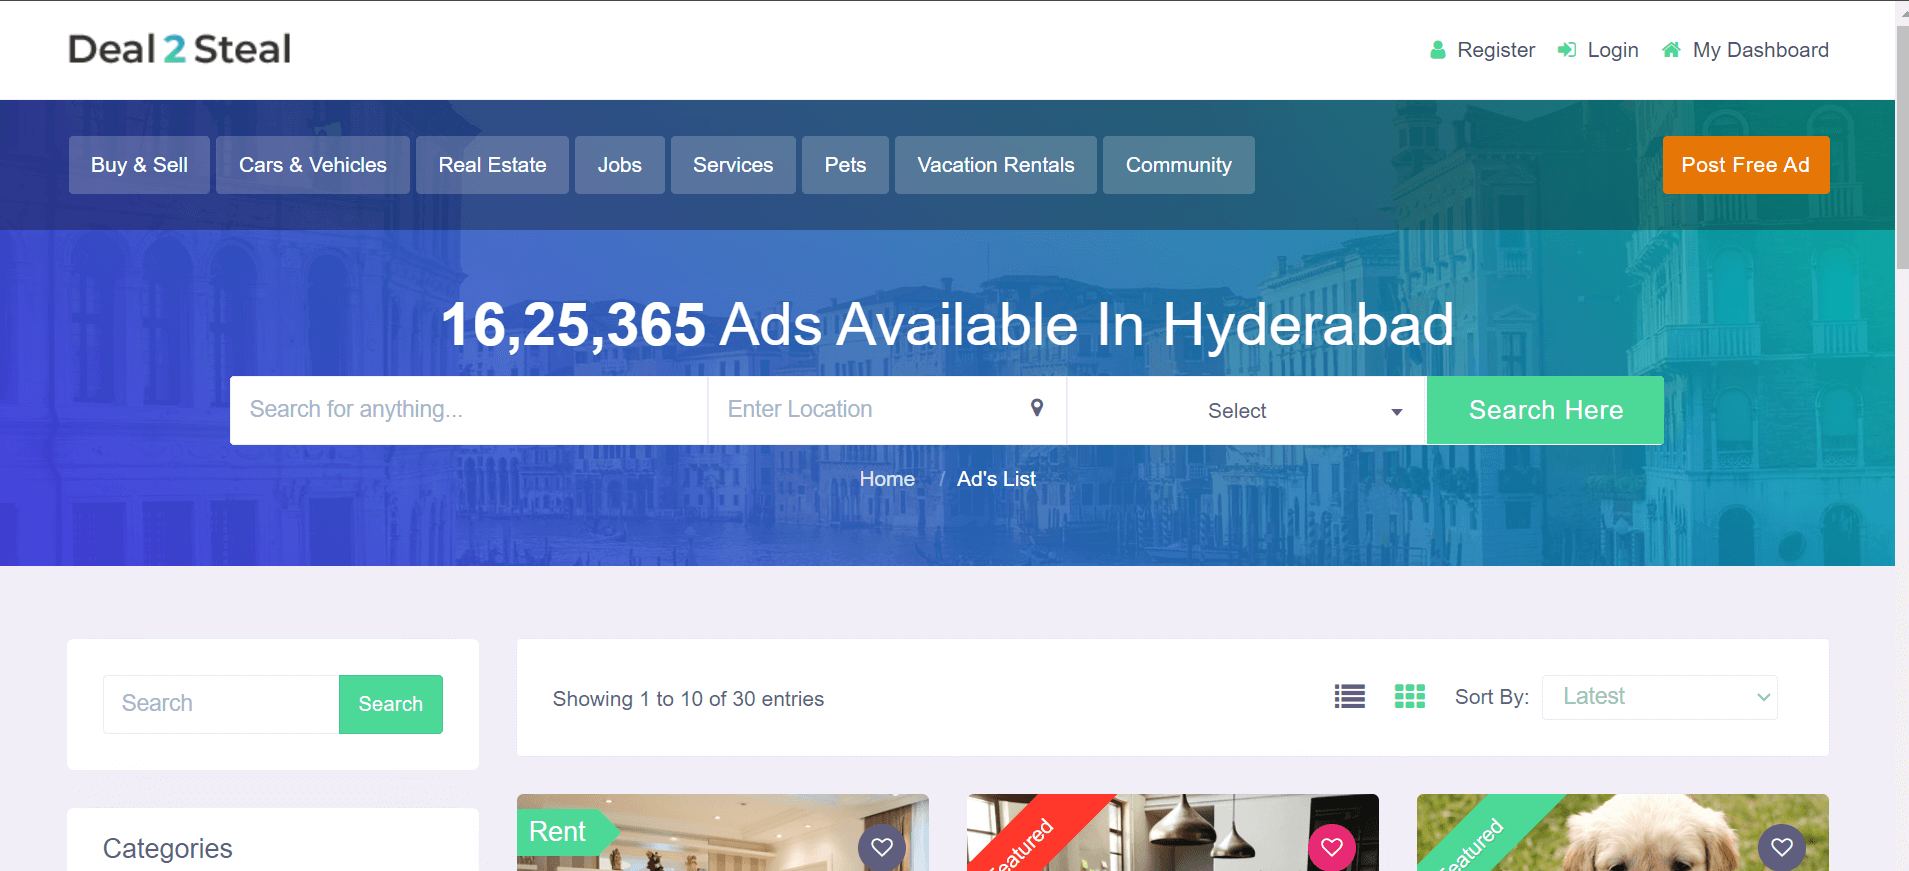 Deal 2 Steal
Register
Login
My Dashboard
Buy & Sell
Cars & Vehicles
Real Estate
Jobs
Services
Pets
Vacation Rentals
Community
Post Free Ad
16,25,365 Ads Available In Hyderabad
Search for anything...
Enter Location
Select
Search Here
Home / Ad's List
Search
Search
Showing 1 to 10 of 30 entries
Sort By:
Latest
Categories
Rent
Featured
Featured